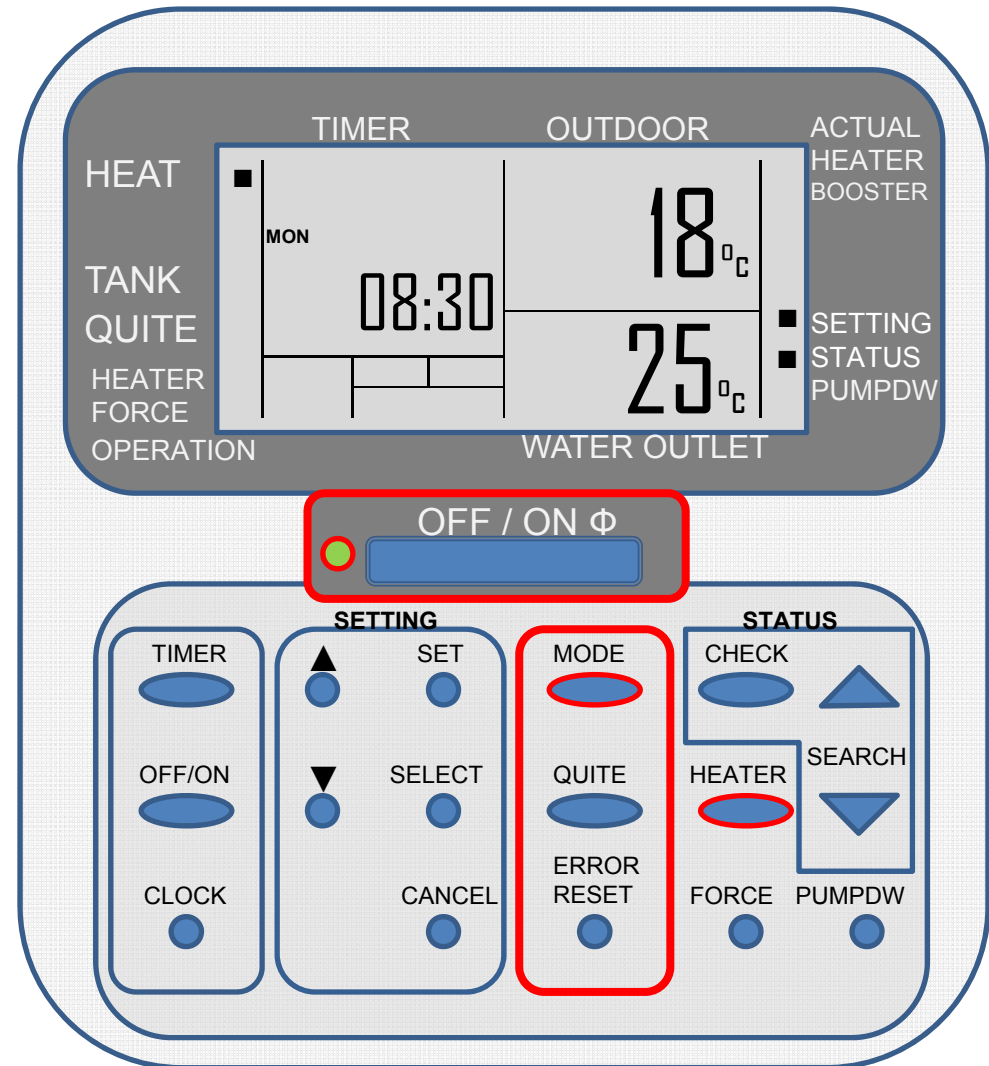 TIMER OUTDOOR ACTUAL
HEAT HEATER
BOOSTER
MON
18°C
TANK
08:30
QUITE SETTING
25°C STATUS
HEATER PUMPDW
FORCE
OPERATION WATER OUTLET
OFF / ON Φ
SETTING STATUS
TIMER ▲ SET MODE CHECK
SEARCH
OFF/ON ▼ SELECT QUITE HEATER
ERROR
CLOCK CANCEL RESET FORCE PUMPDW